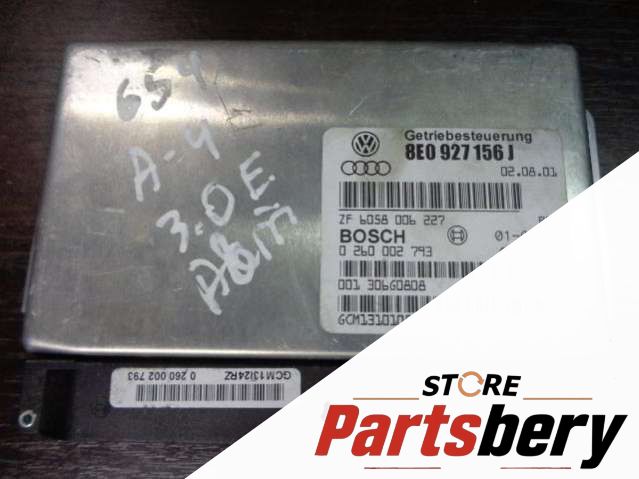 654
A-4
3.0E
Getriebesteuerung
8E0 927 156 J
02.08.01
ZF 6058 006 227
BOSCH
0 260 002 793
001 30660808
GCM13I24RZ 0 260 002 793
STORE
Partsbery